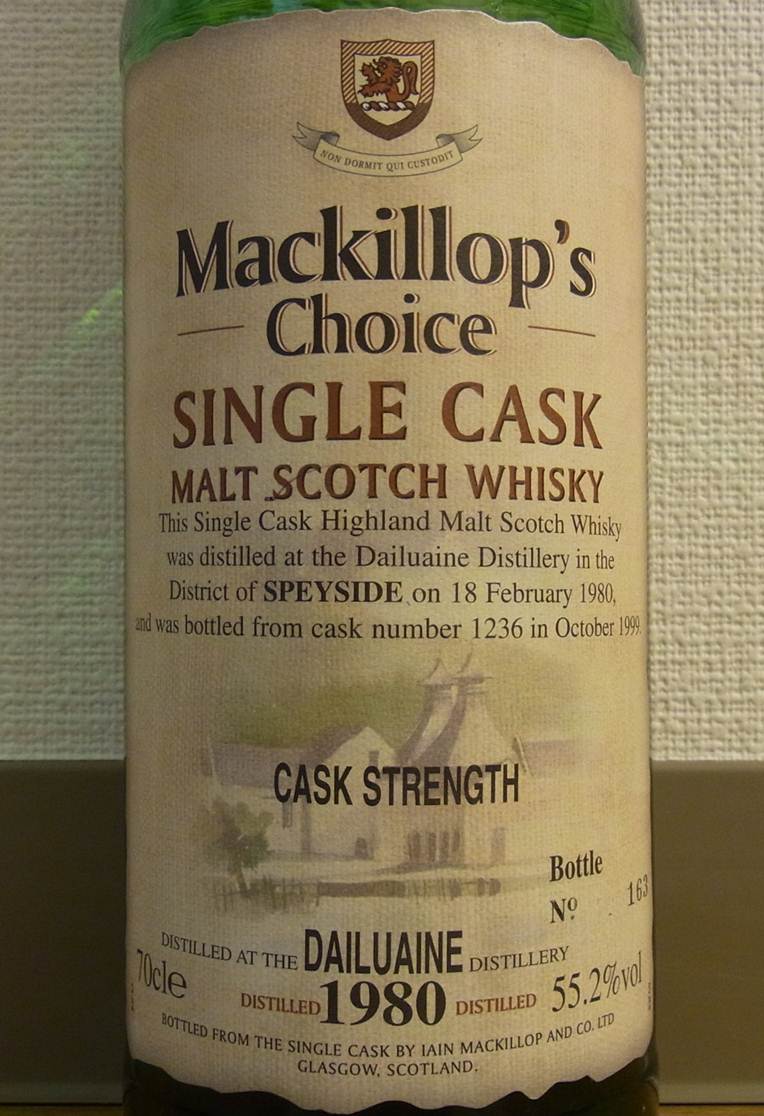 NON DORMIT QUI CUSTODIT
Mackillop's
Choice
SINGLE CASK
MALT SCOTCH WHISKY
This Single Cask Highland Malt Scotch Whisky
was distilled at the Dailuaine Distillery in the
District of SPEYSIDE on 18 February 1980,
and was bottled from cask number 1236 in October 1999.
CASK STRENGTH
Bottle
Nº 163
DISTILLED AT THE DAILUAINE DISTILLERY
70cle
DISTILLED 1980 DISTILLED
55.2%vol
BOTTLED FROM THE SINGLE CASK BY IAIN MACKILLOP AND CO. LTD
GLASGOW, SCOTLAND.